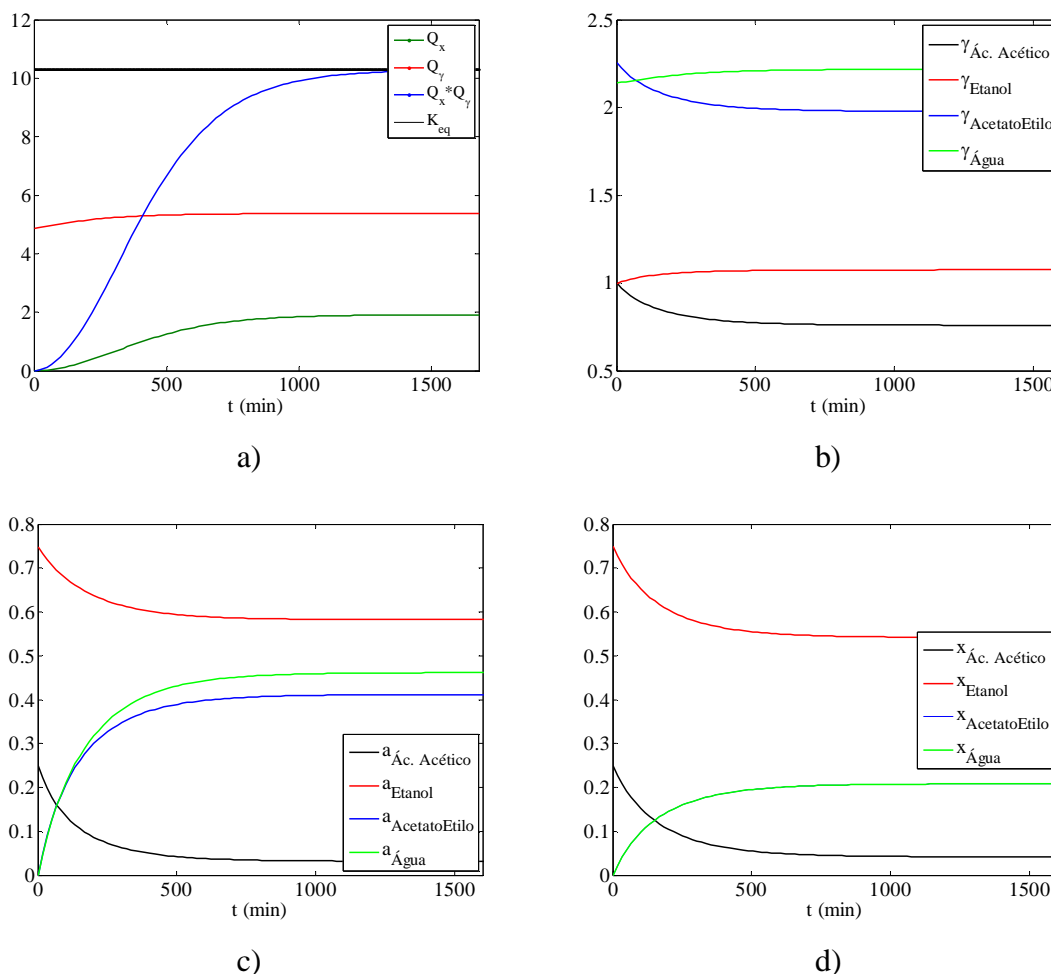 12
10
8
6
4
2
0
0
500
1000
1500
t (min)
Q_x
Q_γ
Q_x*Q_γ
K_eq
a)
2.5
2
1.5
1
0.5
0
500
1000
1500
t (min)
γ_Ác. Acético
γ_Etanol
γ_AcetatoEtilo
γ_Água
b)
0.8
0.7
0.6
0.5
0.4
0.3
0.2
0.1
0
0
500
1000
1500
t (min)
a_Ác. Acético
a_Etanol
a_AcetatoEtilo
a_Água
c)
0.8
0.7
0.6
0.5
0.4
0.3
0.2
0.1
0
0
500
1000
1500
t (min)
x_Ác. Acético
x_Etanol
x_AcetatoEtilo
x_Água
d)